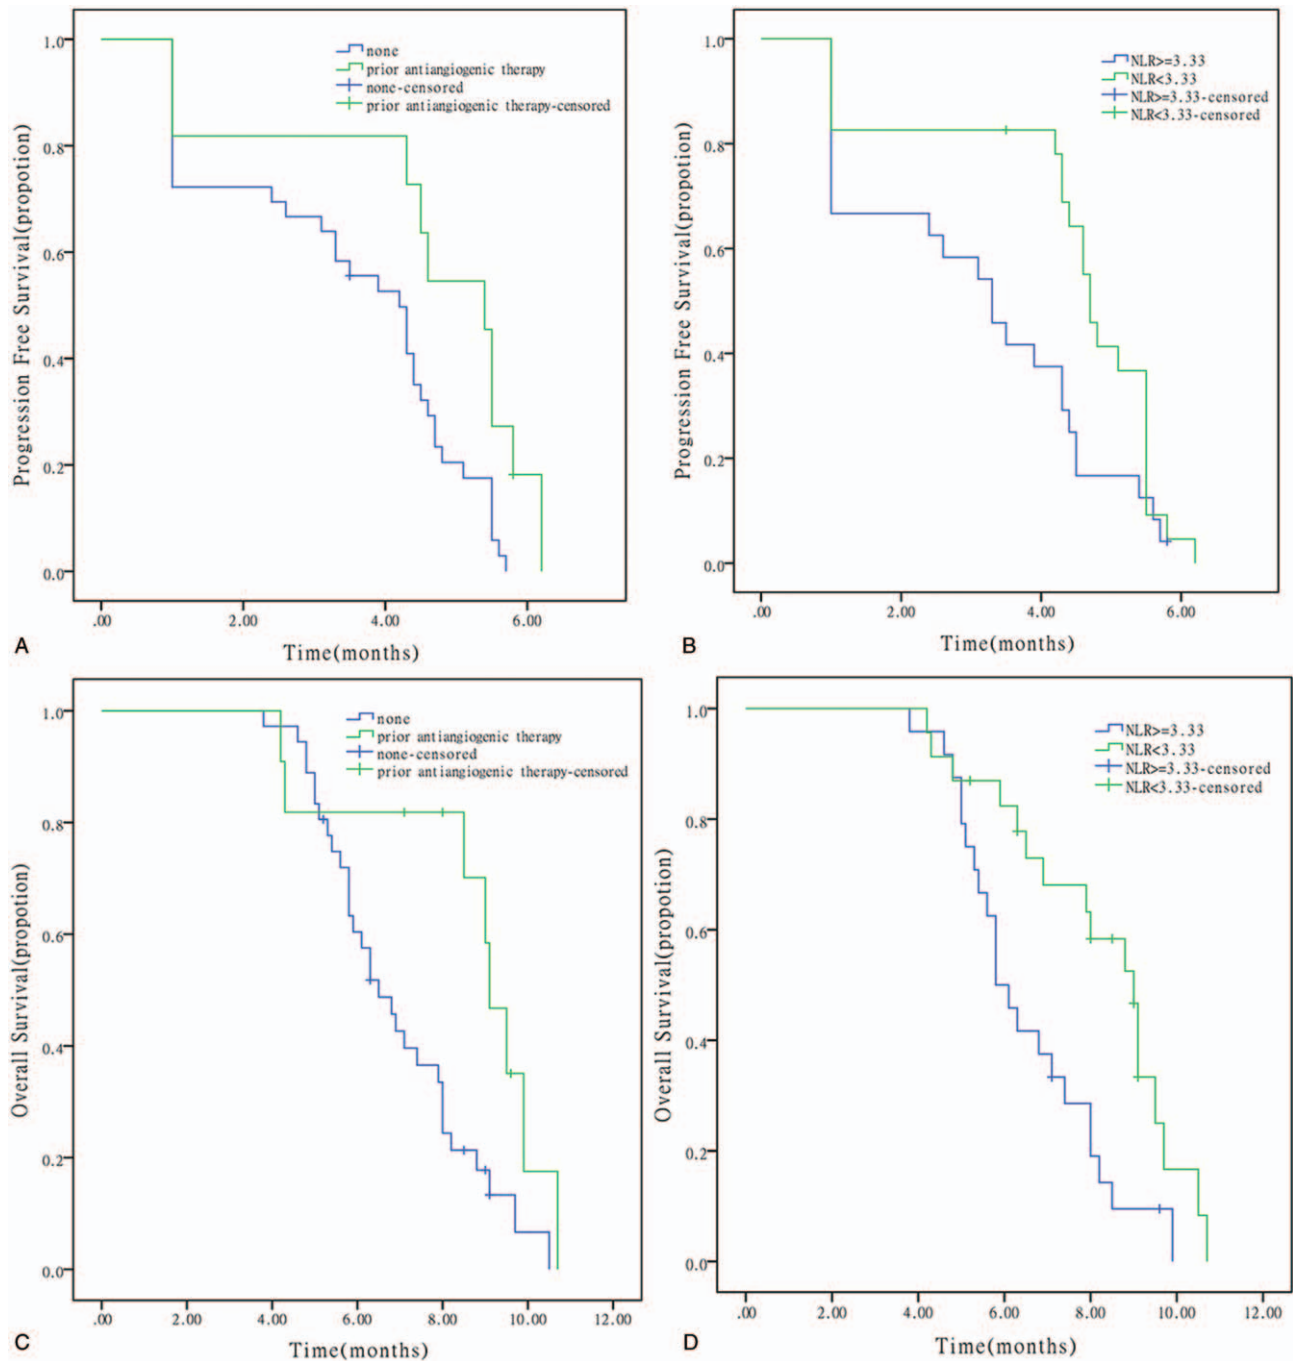 none
prior antiangiogenic therapy
none-censored
prior antiangiogenic therapy-censored
Progression Free Survival(propotion)
1.0
0.8
0.6
0.4
0.2
0.0
.00 2.00 4.00 6.00
Time(months)
A
NLR>=3.33
NLR<3.33
NLR>=3.33-censored
NLR<3.33-censored
Progression Free Survival(propotion)
1.0
0.8
0.6
0.4
0.2
0.0
.00 2.00 4.00 6.00
Time(months)
B
none
prior antiangiogenic therapy
none-censored
prior antiangiogenic therapy-censored
Overall Survival(propotion)
1.0
0.8
0.6
0.4
0.2
0.0
.00 2.00 4.00 6.00 8.00 10.00 12.00
Time(months)
C
NLR>=3.33
NLR<3.33
NLR>=3.33-censored
NLR<3.33-censored
Overall Survival(propotion)
1.0
0.8
0.6
0.4
0.2
0.0
.00 2.00 4.00 6.00 8.00 10.00 12.00
Time(months)
D